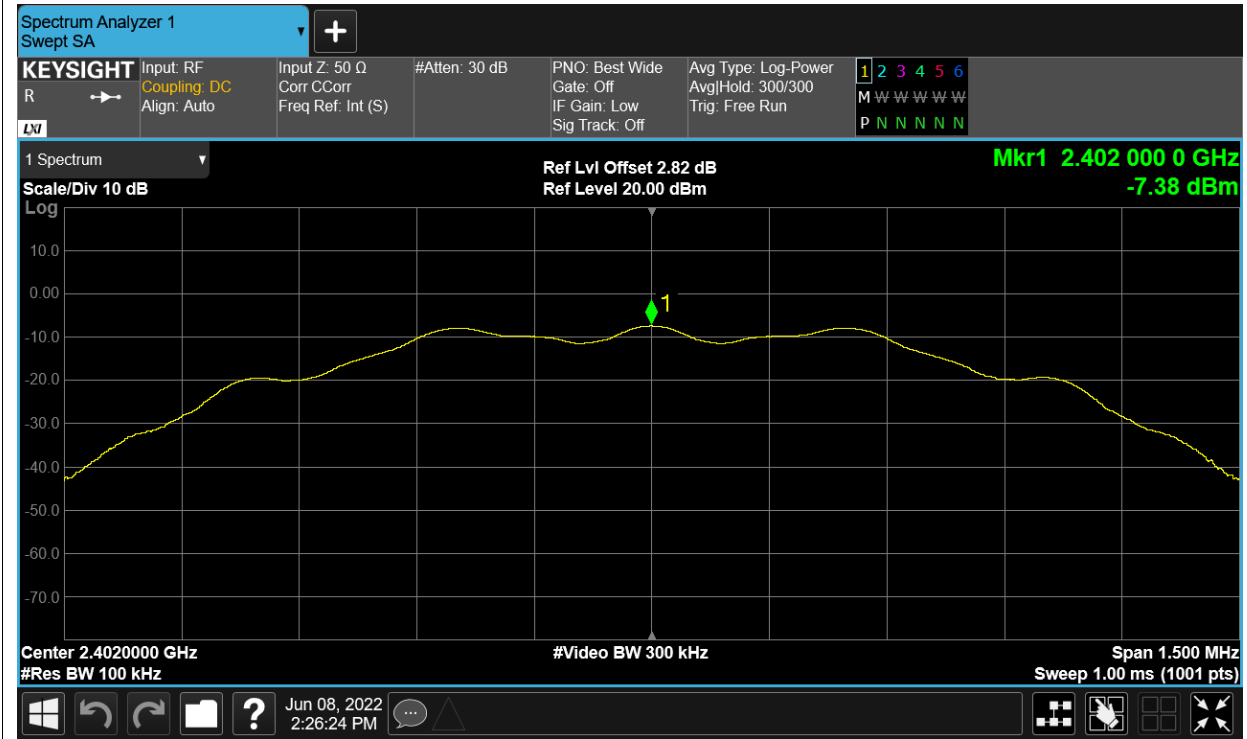 Spectrum Analyzer 1
Swept SA
KEYSIGHT
R
LXI
Input: RF
Coupling: DC
Align: Auto
Input Z: 50 Ω
Corr CCorr
Freq Ref: Int (S)
#Atten: 30 dB
PNO: Best Wide
Gate: Off
IF Gain: Low
Sig Track: Off
Avg Type: Log-Power
Avg|Hold: 300/300
Trig: Free Run
1 2 3 4 5 6
M W W W W W
P N N N N N
1 Spectrum
Scale/Div 10 dB
Ref Lvl Offset 2.82 dB
Ref Level 20.00 dBm
Mkr1 2.402 000 0 GHz
-7.38 dBm
Log
10.0
0.00
-10.0
-20.0
-30.0
-40.0
-50.0
-60.0
-70.0
1
Center 2.4020000 GHz
#Video BW 300 kHz
Span 1.500 MHz
#Res BW 100 kHz
Sweep 1.00 ms (1001 pts)
?
Jun 08, 2022
2:26:24 PM